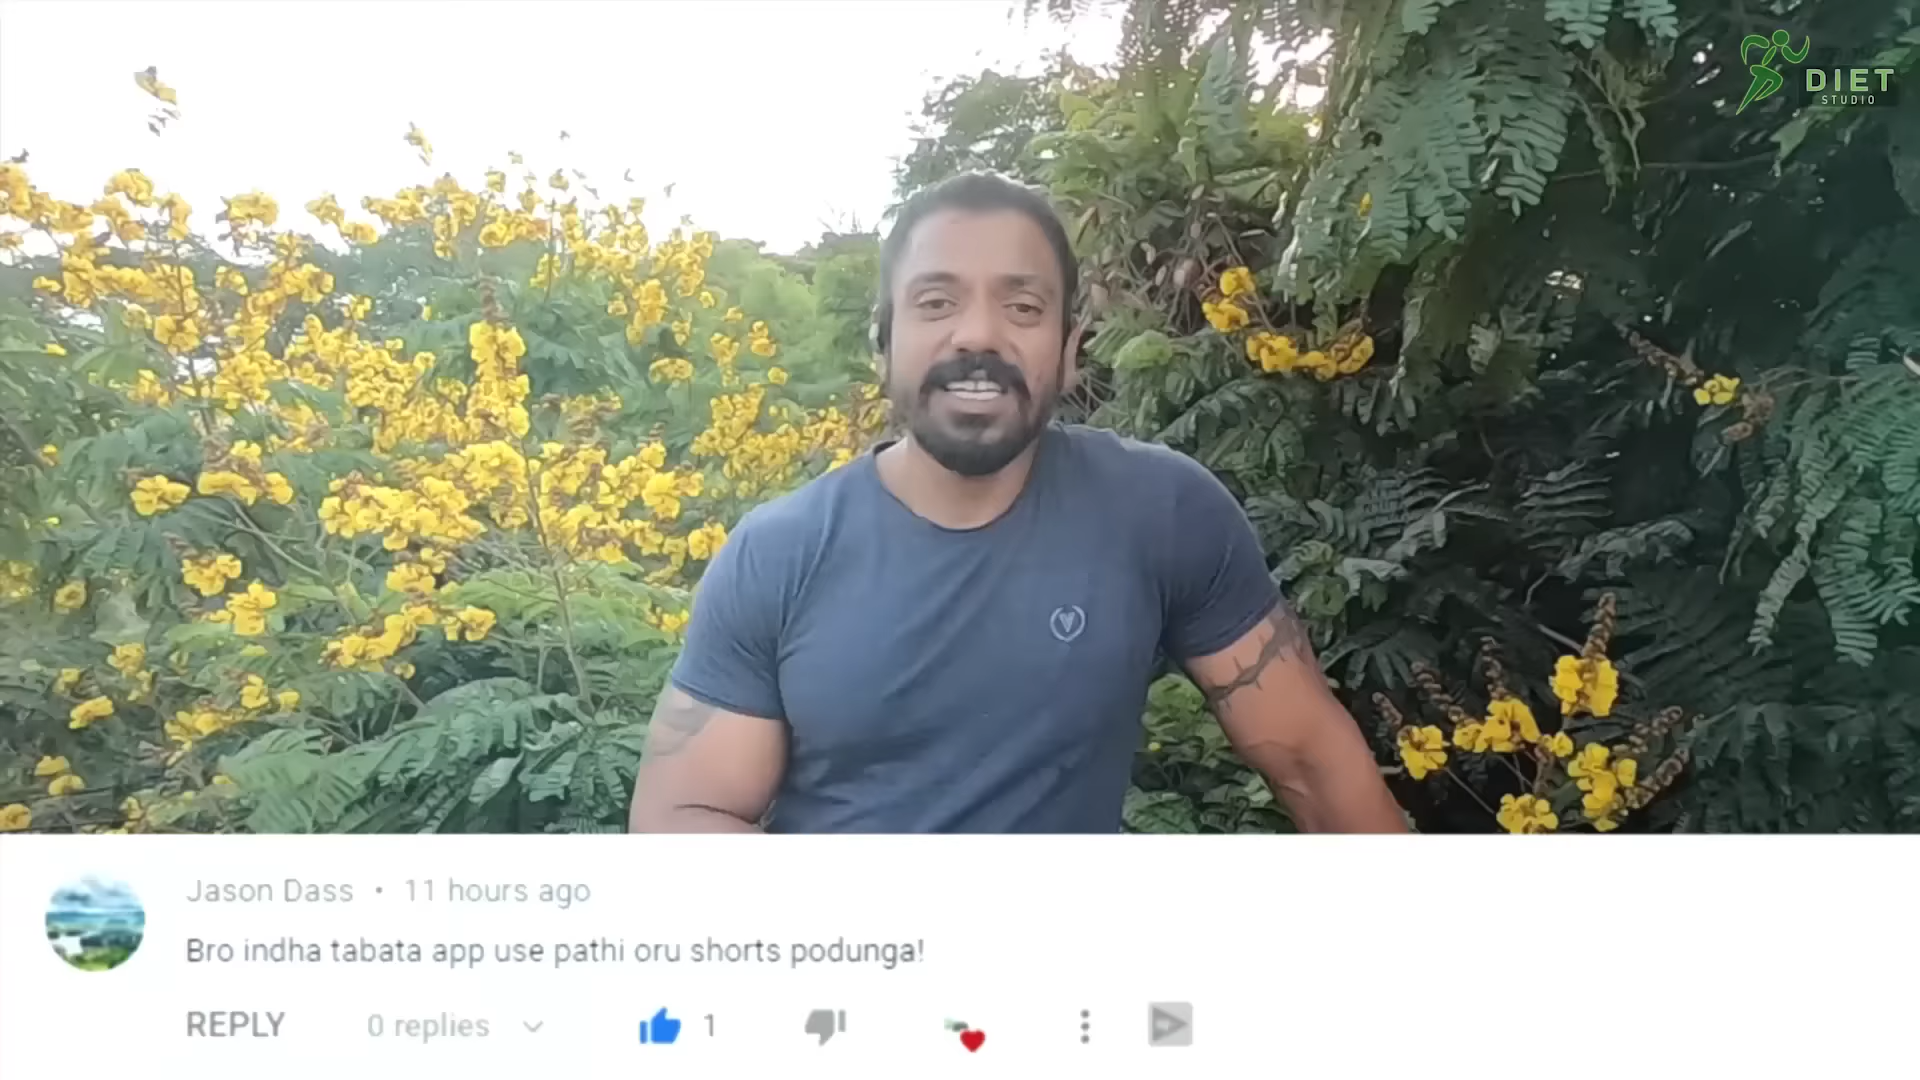 DIET
STUDIO
Jason Dass • 11 hours ago
Bro indha tabata app use pathi oru shorts podunga!
REPLY 0 replies 1